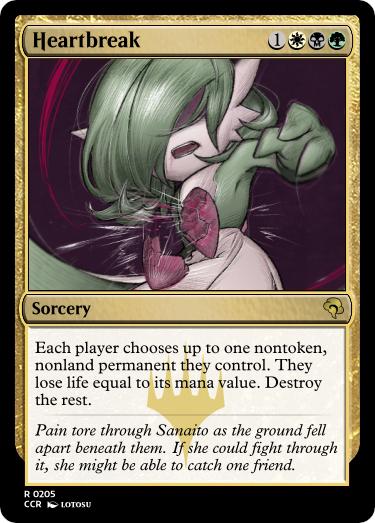 Heartbreak 1
Sorcery
Each player chooses up to one nontoken,
nonland permanent they control. They
lose life equal to its mana value. Destroy
the rest.
Pain tore through Sanaito as the ground fell
apart beneath them. If she could fight through
it, she might be able to catch one friend.
R 0205
CCR LOTOSU